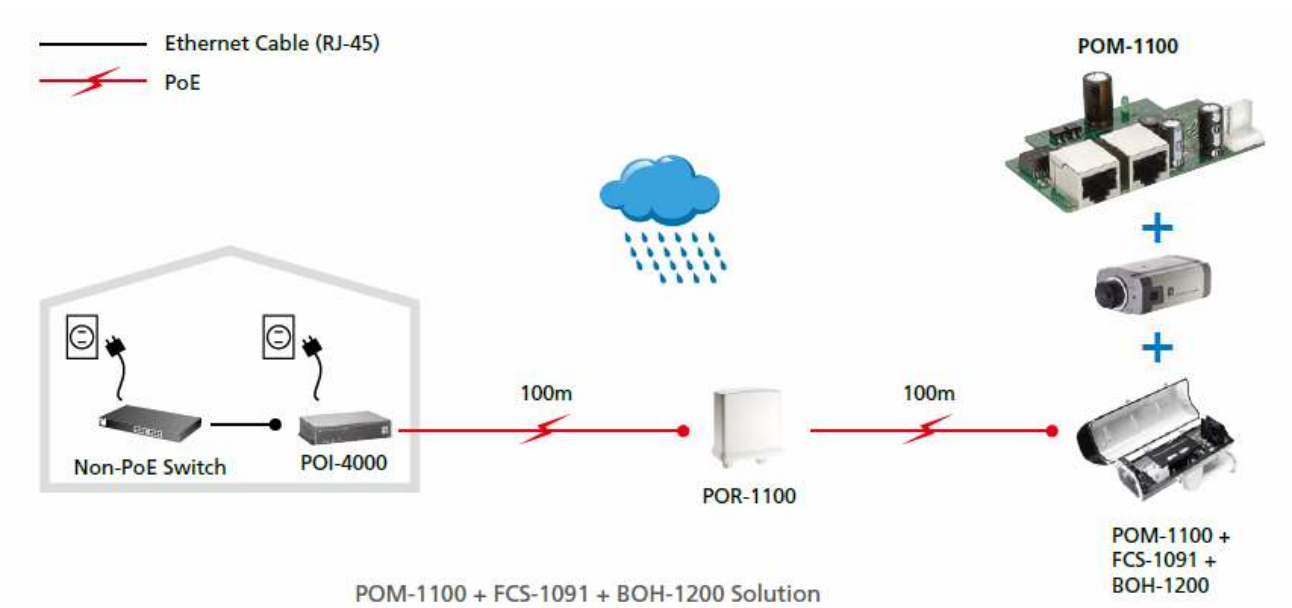 Ethernet Cable (RJ-45)
PoE
POM-1100
100m
100m
Non-PoE Switch
POI-4000
POR-1100
POM-1100 +
FCS-1091 +
BOH-1200
POM-1100 + FCS-1091 + BOH-1200 Solution